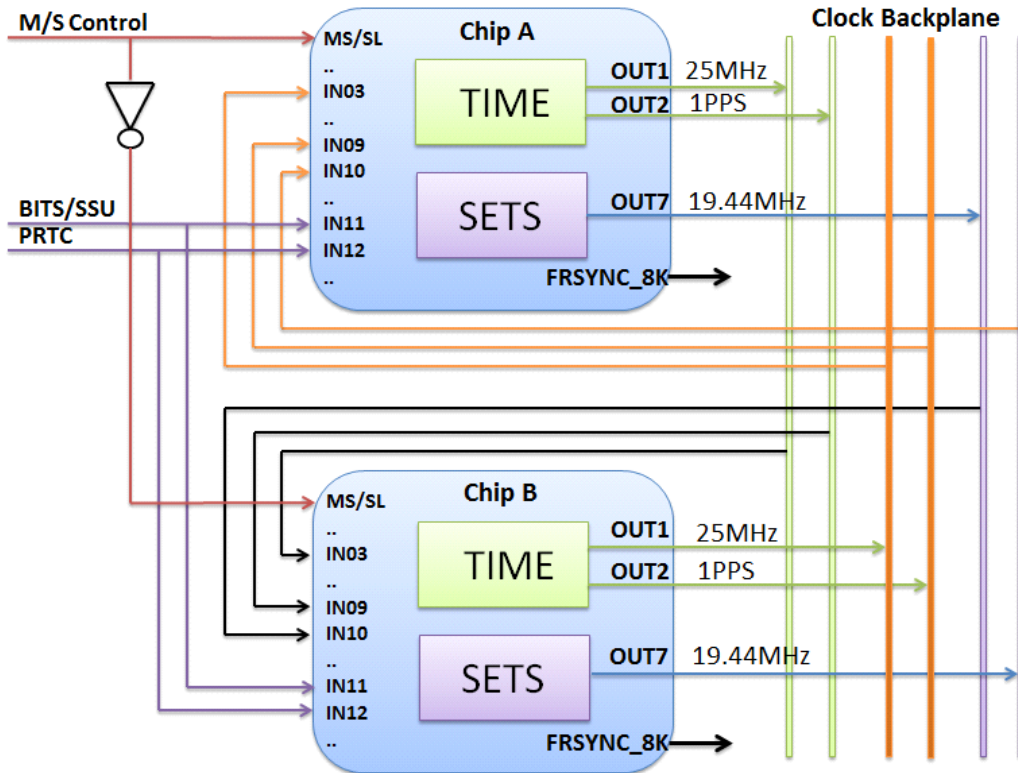 M/S Control
Chip A
Clock Backplane
MS/SL
..
IN03
..
IN09
IN10
..
IN11
IN12
..
TIME
OUT1 25MHz
OUT2 1PPS
SETS
OUT7 19.44MHz
FRSYNC_8K
BITS/SSU
PRTC
Chip B
MS/SL
..
IN03
..
IN09
IN10
..
IN11
IN12
..
TIME
OUT1 25MHz
OUT2 1PPS
SETS
OUT7 19.44MHz
FRSYNC_8K